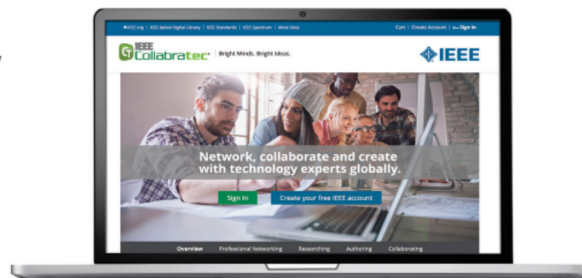 IEEE.org | IEEE Xplore Digital Library | IEEE Standards | IEEE Spectrum | More Sites
Cart | Create Account | Sign In
IEEE
Collabratec
Bright Minds. Bright Ideas.
IEEE
Network, collaborate and create
with technology experts globally.
Sign In
Create your free IEEE account
Overview Professional Networking Researching Authoring Collaborating